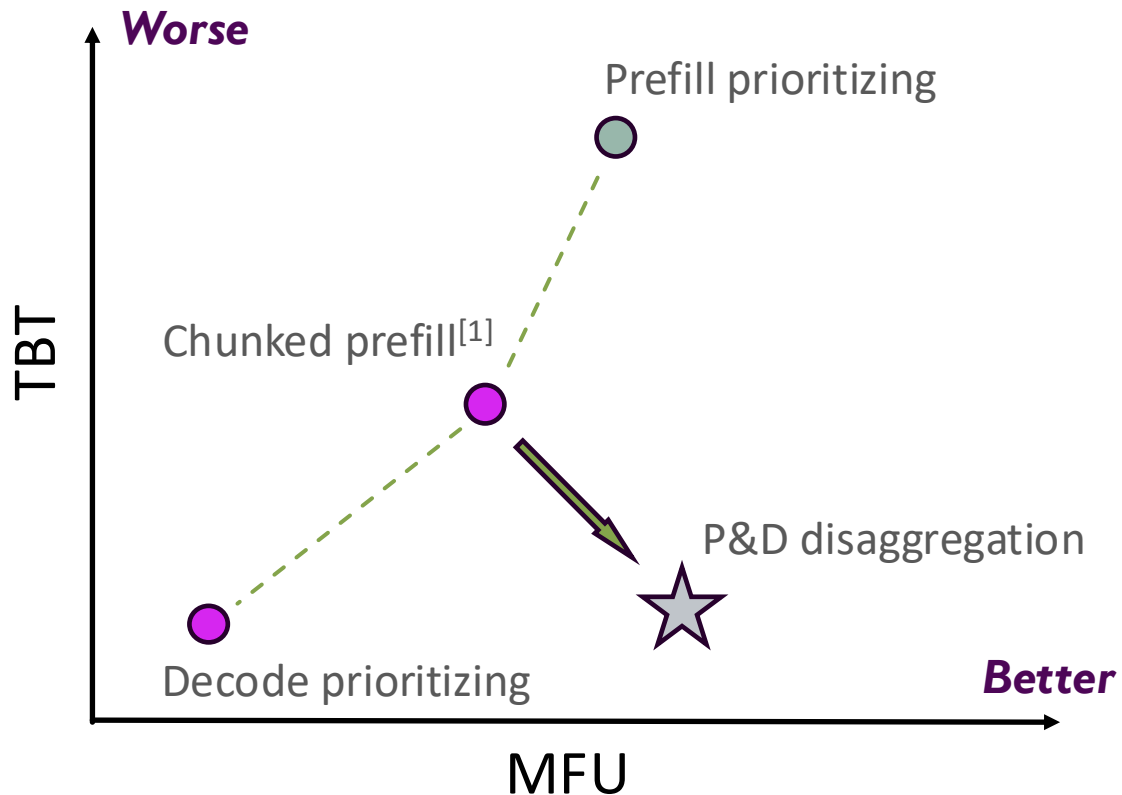 Worse
Prefill prioritizing
TBT
Chunked prefill[1]
P&D disaggregation
Decode prioritizing
Better
MFU